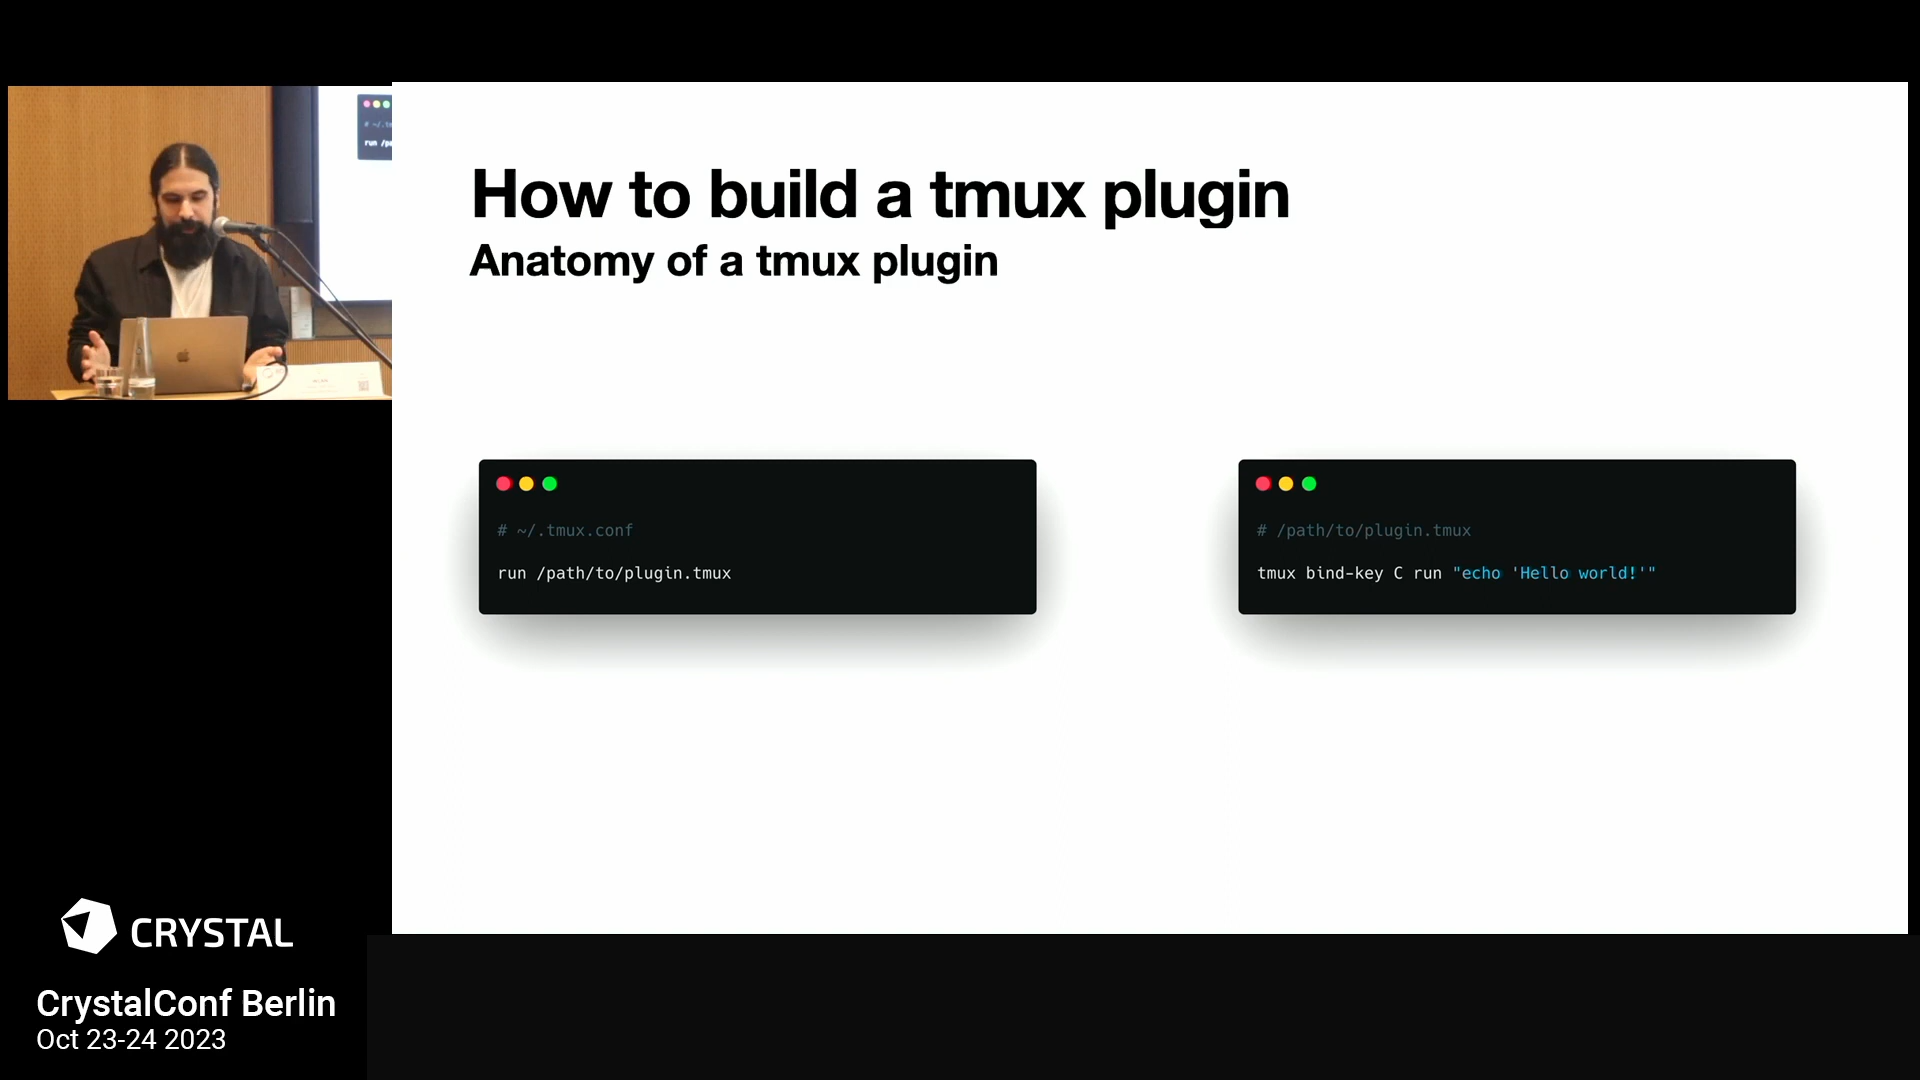 How to build a tmux plugin
Anatomy of a tmux plugin
# ~/.tmux.conf
run /path/to/plugin.tmux
# /path/to/plugin.tmux
tmux bind-key C run "echo 'Hello world!'"
CRYSTAL
CrystalConf Berlin
Oct 23-24 2023